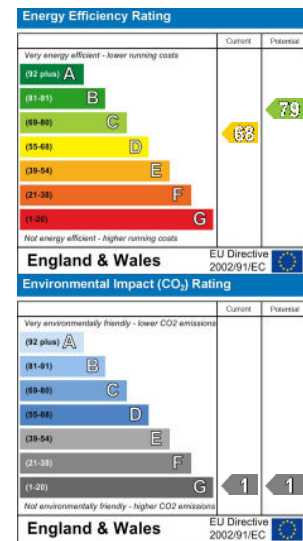 Energy Efficiency Rating
Current Potential
Very energy efficient - lower running costs
(92 plus) A
(81-91) B
(69-80) C
(55-68) D
(39-54) E
(21-38) F
(1-20) G
68
79
Not energy efficient - higher running costs
England & Wales
EU Directive
2002/91/EC
Environmental Impact (CO₂) Rating
Current Potential
Very environmentally friendly - lower CO2 emissions
(92 plus) A
(81-91) B
(69-80) C
(55-68) D
(39-54) E
(21-38) F
(1-20) G
1
1
Not environmentally friendly - higher CO2 emissions
England & Wales
EU Directive
2002/91/EC